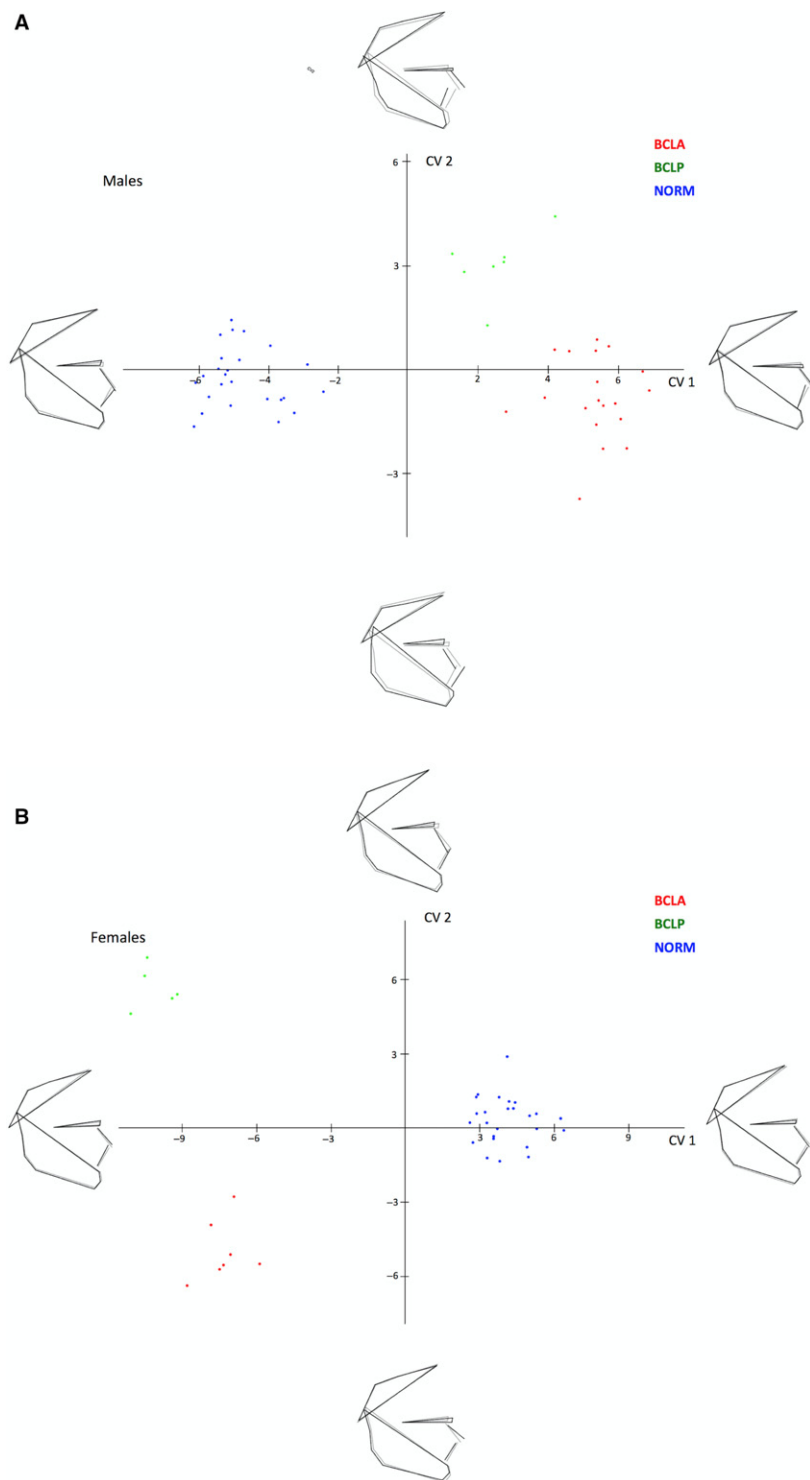 A
CV 2
6
BCLA
Males
BCLP
NORM
3
−6
−4
−2
2
4
6
CV 1
−3
B
BCLA
CV 2
BCLP
Females
NORM
6
3
−9
−6
−3
3
6
9
CV 1
−3
−6